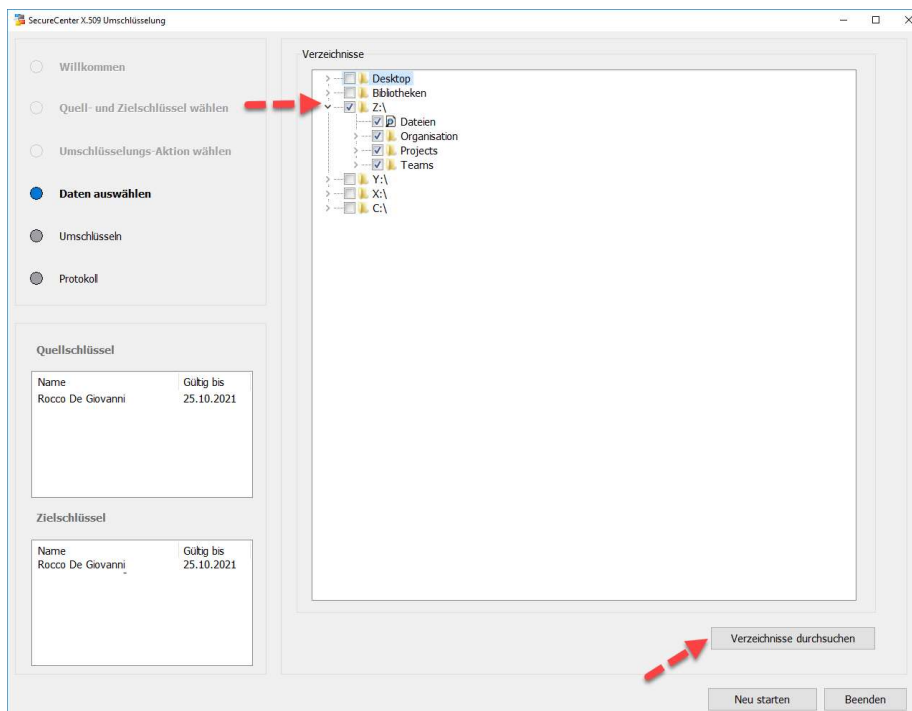 SecureCenter X.509 Umschlüsselung
Willkommen
Quell- und Zielschlüssel wählen
Umschlüsselungs-Aktion wählen
Daten auswählen
Umschlüsseln
Protokoll
Quellschlüssel
Name Gültig bis
Rocco De Giovanni 25.10.2021
Zielschlüssel
Name Gültig bis
Rocco De Giovanni 25.10.2021
Verzeichnisse
Desktop
Bibliotheken
Z:\
Dateien
Organisation
Projects
Teams
Y:\
X:\
C:\
Verzeichnisse durchsuchen
Neu starten Beenden